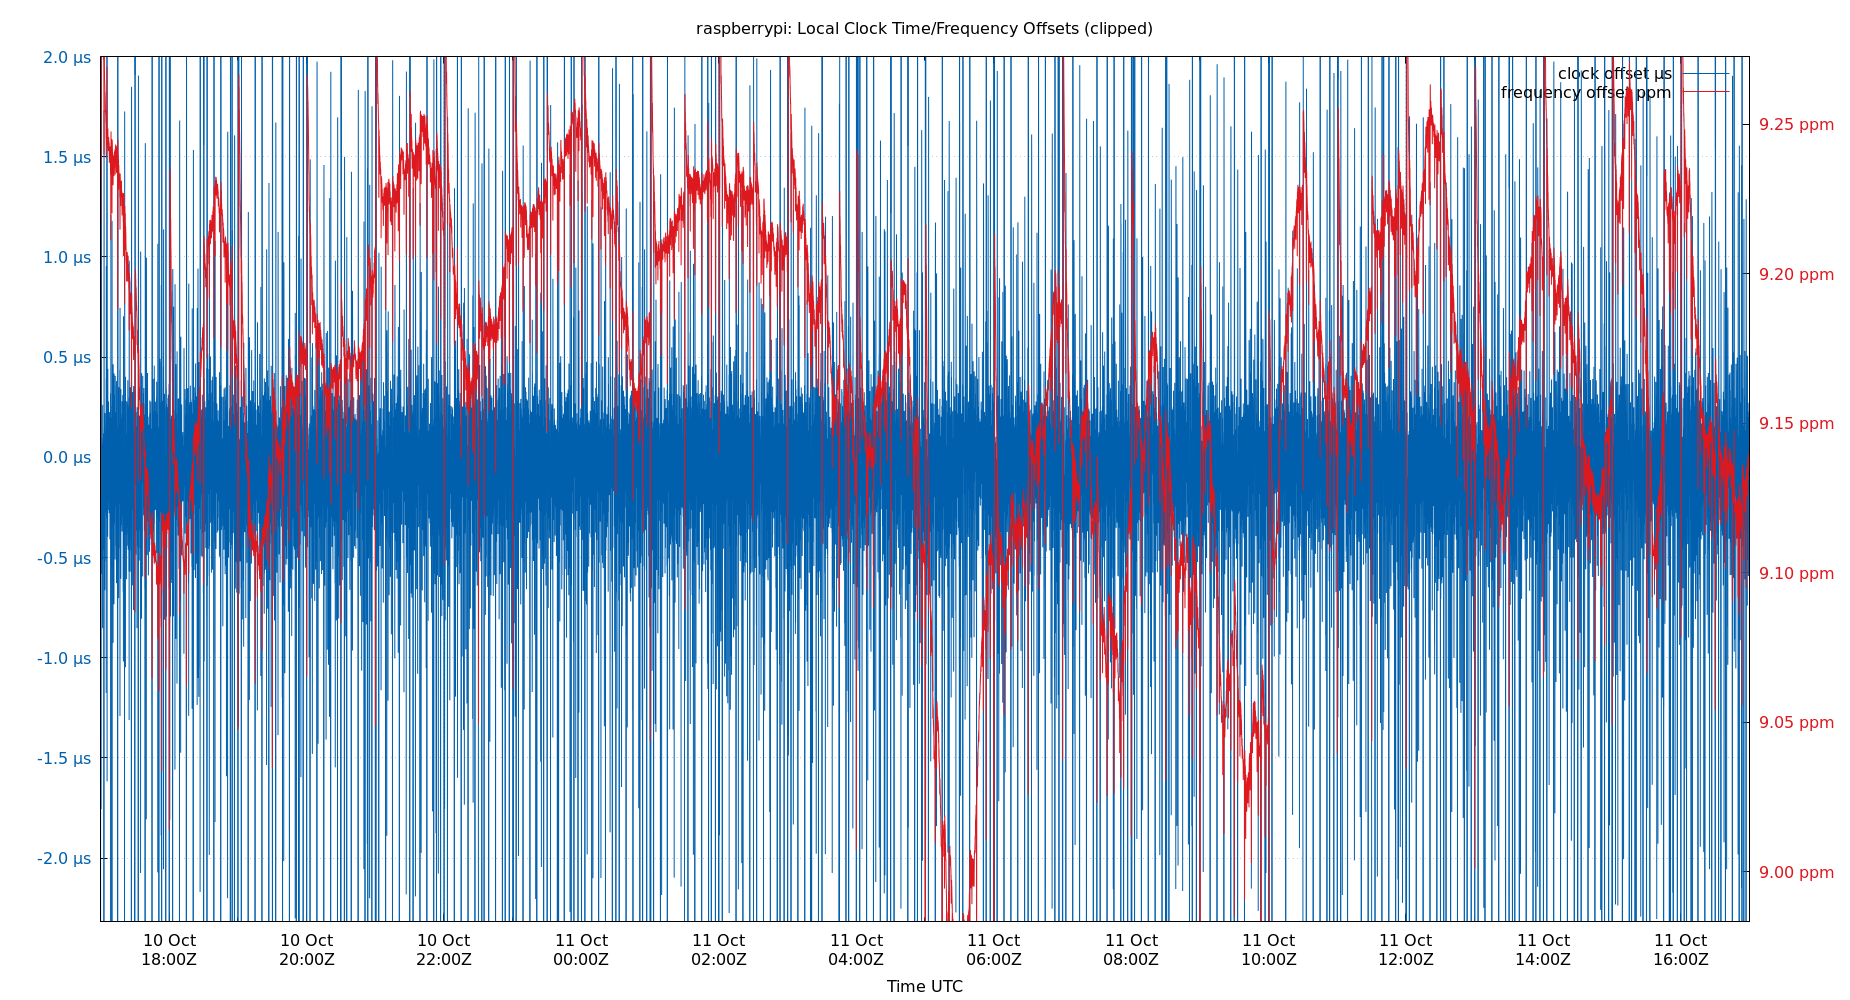 raspberrypi: Local Clock Time/Frequency Offsets (clipped)
clock offset µs
frequency offset ppm
2.0 µs
1.5 µs
1.0 µs
0.5 µs
0.0 µs
-0.5 µs
-1.0 µs
-1.5 µs
-2.0 µs
9.25 ppm
9.20 ppm
9.15 ppm
9.10 ppm
9.05 ppm
9.00 ppm
10 Oct 10 Oct 10 Oct 11 Oct 11 Oct 11 Oct 11 Oct 11 Oct 11 Oct 11 Oct 11 Oct 11 Oct
18:00Z 20:00Z 22:00Z 00:00Z 02:00Z 04:00Z 06:00Z 08:00Z 10:00Z 12:00Z 14:00Z 16:00Z
Time UTC